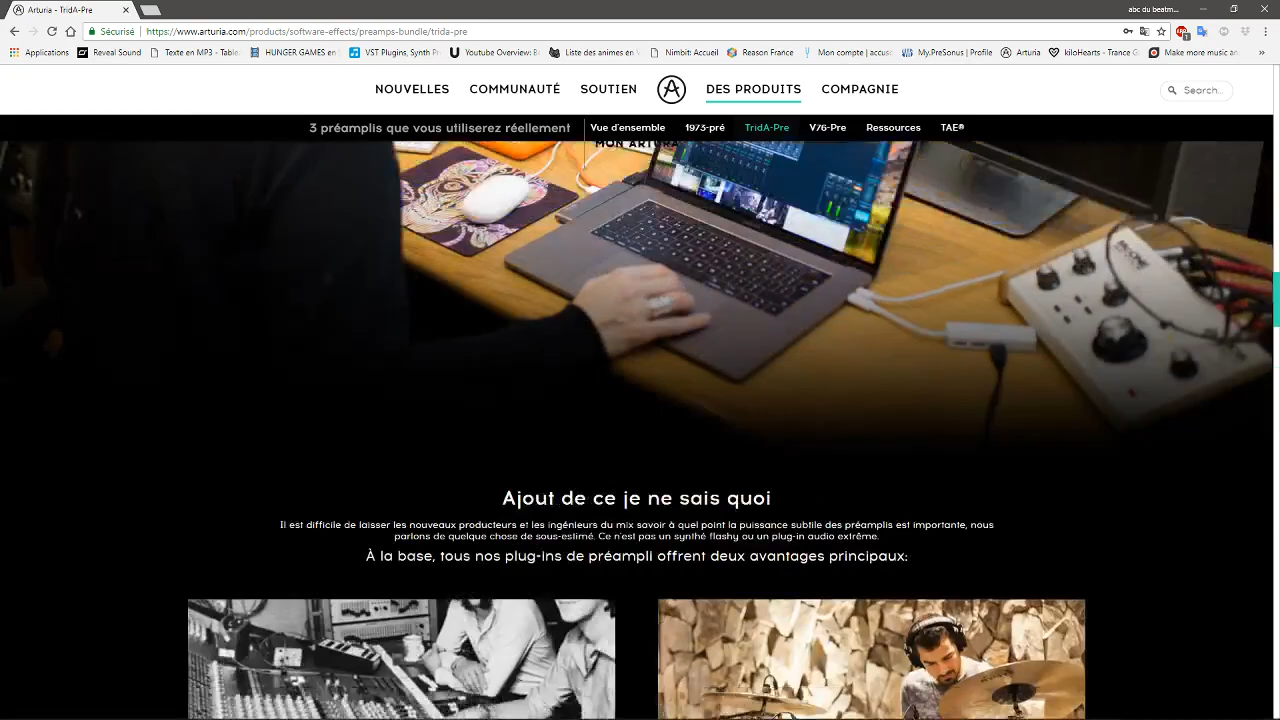 Arturia - TridA-Pre
abc du beatm...
Sécurisé
https://www.arturia.com/products/software-effects/preamps-bundle/trida-pre
Applications
Reveal Sound
Texte en MP3 - Table
HUNGER GAMES en
VST Plugins, Synth Pr
Youtube Overview: B
Liste des animes en V
Nimbit: Account
Reason France
Mon compte | accus
My.PreSonus | Profile
Arturia
kiloHearts - Trance G
Make more music an
NOUVELLES
COMMUNAUTÉ
SOUTIEN
DES PRODUITS
COMPAGNIE
Search...
3 préamplis que vous utiliserez réellement
Vue d'ensemble
1973-pré
TridA-Pre
V76-Pre
Ressources
TAE®
MON ARTURIA
Ajout de ce je ne sais quoi
Il est difficile de laisser les nouveaux producteurs et les ingénieurs du mix savoir à quel point la puissance subtile des préamplis est importante, nous
parlons de quelque chose de sous-estimé. Ce n'est pas un synthé flashy ou un plug-in audio extrême.
À la base, tous nos plug-ins de préampli offrent deux avantages principaux: